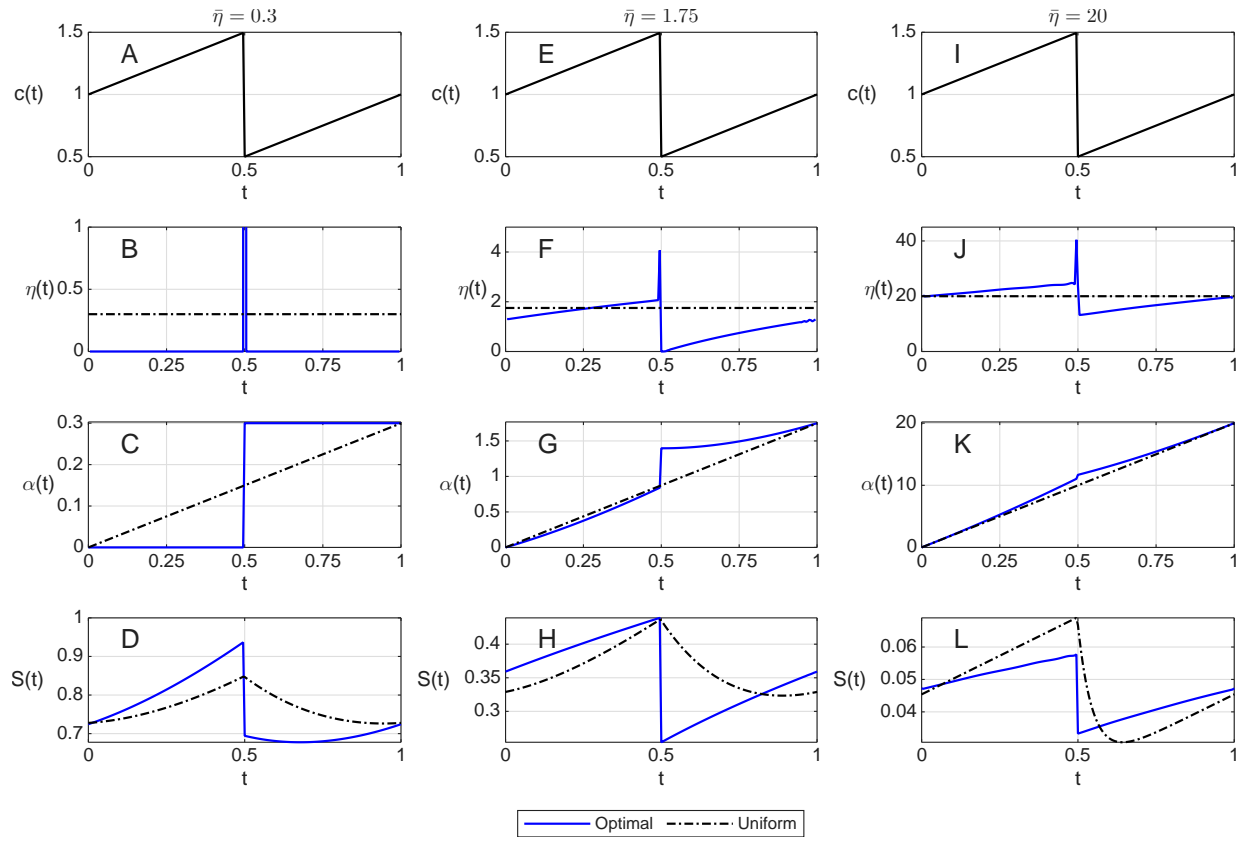 η̄ = 0.3
A
c(t)
1.5
1
0.5
0
0.5
1
t
η̄ = 1.75
E
c(t)
1.5
1
0.5
0
0.5
1
t
η̄ = 20
I
c(t)
1.5
1
0.5
0
0.5
1
t
B
η(t)
1
0.5
0
0
0.25
0.5
0.75
1
t
F
η(t)
4
2
0
0
0.25
0.5
0.75
1
t
J
η(t)
40
20
0
0
0.25
0.5
0.75
1
t
C
α(t)
0.3
0.2
0.1
0
0
0.25
0.5
0.75
1
t
G
α(t)
1.5
1
0.5
0
0
0.25
0.5
0.75
1
t
K
α(t)
20
10
0
0
0.25
0.5
0.75
1
t
D
S(t)
1
0.9
0.8
0.7
0
0.5
1
t
H
S(t)
0.4
0.35
0.3
0
0.5
1
t
L
S(t)
0.06
0.05
0.04
0
0.5
1
t
Optimal
Uniform